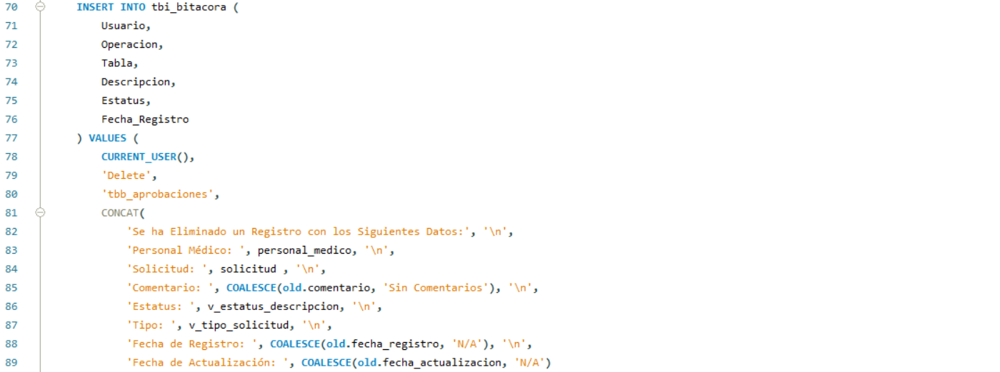 70 INSERT INTO tbi_bitacora (
71 Usuario,
72 Operacion,
73 Tabla,
74 Descripcion,
75 Estatus,
76 Fecha_Registro
77 ) VALUES (
78 CURRENT_USER(),
79 'Delete',
80 'tbb_aprobaciones',
81 CONCAT(
82 'Se ha Eliminado un Registro con los Siguientes Datos:', '\n',
83 'Personal Médico: ', personal_medico, '\n',
84 'Solicitud: ', solicitud , '\n',
85 'Comentario: ', COALESCE(old.comentario, 'Sin Comentarios'), '\n',
86 'Estatus: ', v_estatus_descripcion, '\n',
87 'Tipo: ', v_tipo_solicitud, '\n',
88 'Fecha de Registro: ', COALESCE(old.fecha_registro, 'N/A'), '\n',
89 'Fecha de Actualización: ', COALESCE(old.fecha_actualizacion, 'N/A')